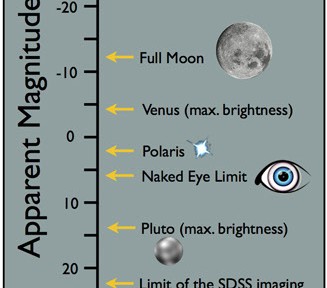 Apparent Magnitude
-20
Full Moon
-10
Venus (max. brightness)
0
Polaris
Naked Eye Limit
10
Pluto (max. brightness)
20
Limit of the SDSS imaging